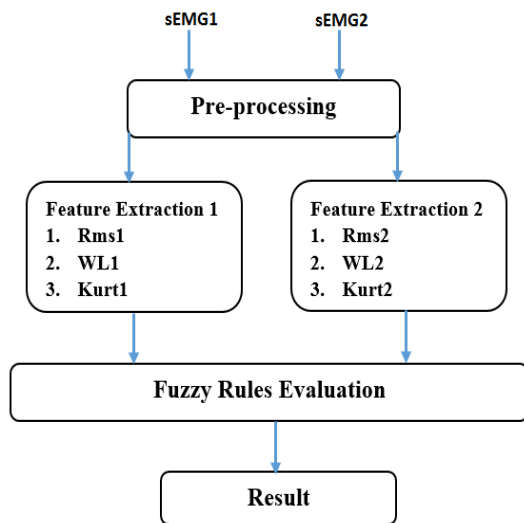 sEMG1
sEMG2
Pre-processing
Feature Extraction 1
1. Rms1
2. WL1
3. Kurt1
Feature Extraction 2
1. Rms2
2. WL2
3. Kurt2
Fuzzy Rules Evaluation
Result